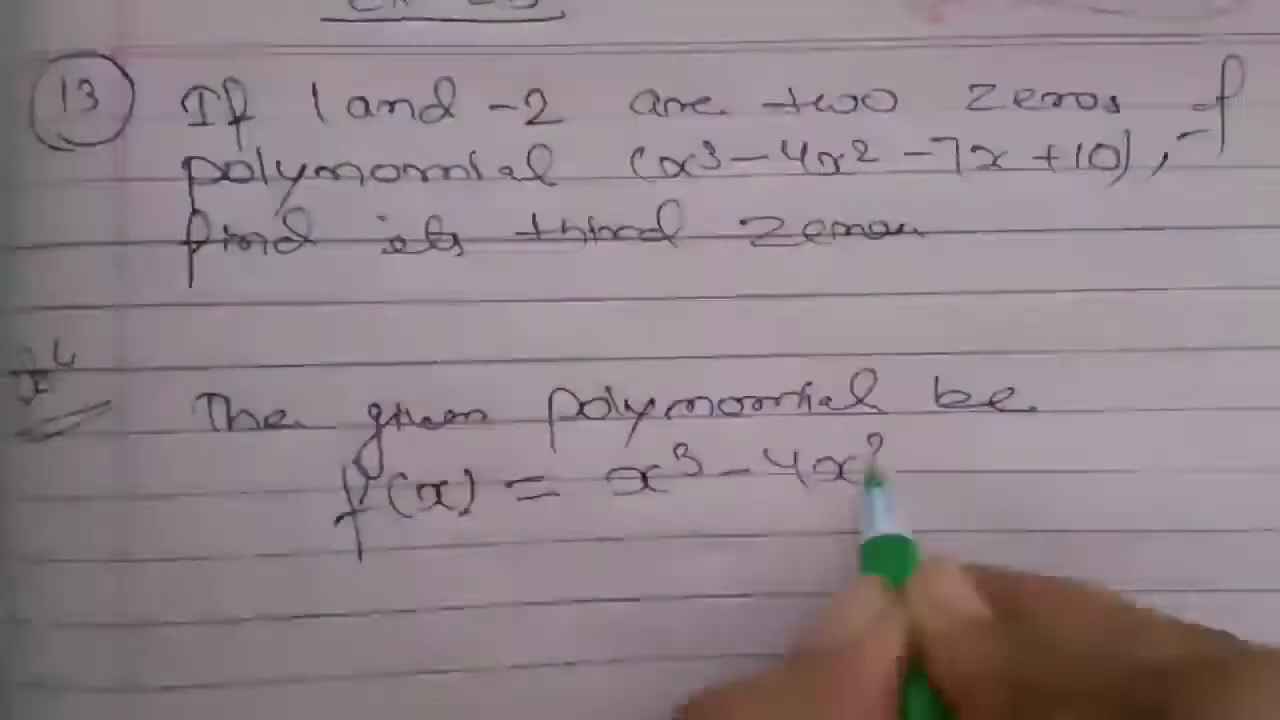 13 If 1 and -2 are two zeros of
polynomial (x³ - 4x² - 7x + 10),
find its third zero
The given polynomial be
f(x) = x³ - 4x²